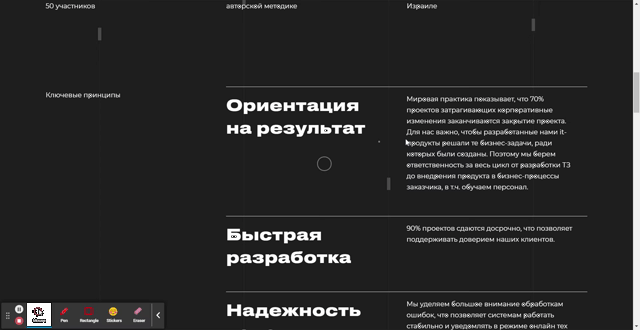 50 участников
авторской методике
Израиле
Ключевые принципы
Ориентация
на результат
Мировая практика показывает, что 70%
проектов затрагивающих корпоративные
изменения заканчиваются закрытие проекта.
Для нас важно, чтобы разработанные нами it-
продукты решали те бизнес-задачи, ради
которых были созданы. Поэтому мы берем
ответственность за весь цикл от разработки ТЗ
до внедрения продукта в бизнес-процессы
заказчика, в т.ч. обучаем персонал.
Быстрая
разработка
90% проектов сдаются досрочно, что позволяет
поддерживать доверием наших клиентов.
Надежность
Мы уделяем большое внимание обработкам
ошибок, что позволяет системам работать
стабильно и уведомлять в режиме онлайн тех
Pen
Rectangle
Stickers
Eraser